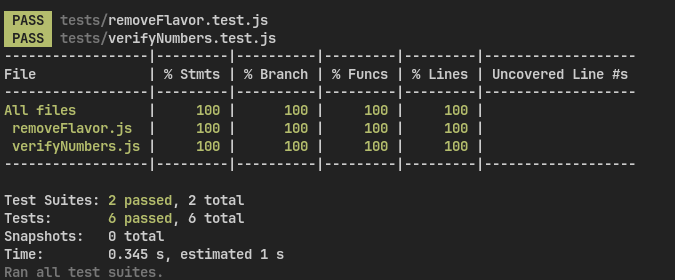 PASS  tests/removeFlavor.test.js
PASS  tests/verifyNumbers.test.js
------------------|---------|----------|---------|---------|-------------------
File              | % Stmts | % Branch | % Funcs | % Lines | Uncovered Line #s
------------------|---------|----------|---------|---------|-------------------
All files         |     100 |      100 |     100 |     100 |
 removeFlavor.js  |     100 |      100 |     100 |     100 |
 verifyNumbers.js |     100 |      100 |     100 |     100 |
------------------|---------|----------|---------|---------|-------------------
Test Suites: 2 passed, 2 total
Tests:       6 passed, 6 total
Snapshots:   0 total
Time:        0.345 s, estimated 1 s
Ran all test suites.